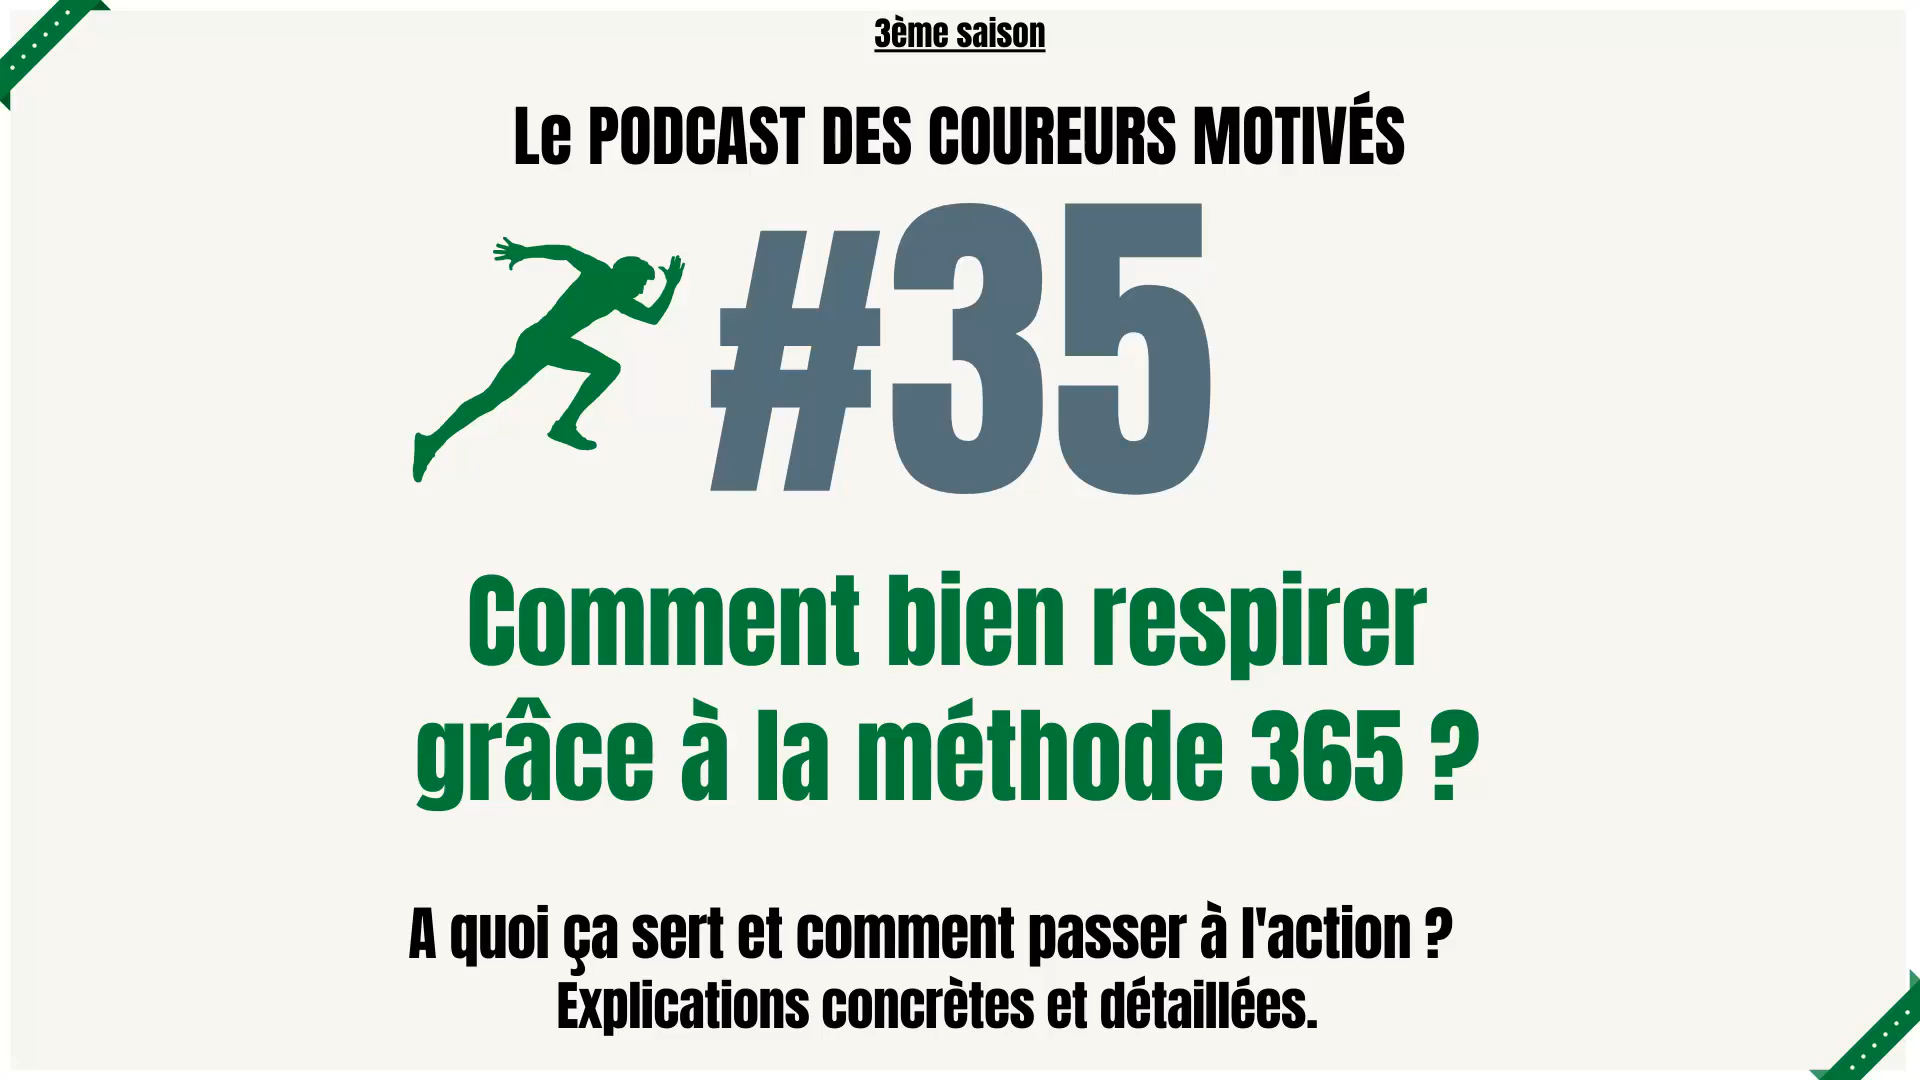 3ème saison
Le PODCAST DES COUREURS MOTIVÉS
#35
Comment bien respirer
grâce à la méthode 365 ?
A quoi ça sert et comment passer à l'action ?
Explications concrètes et détaillées.